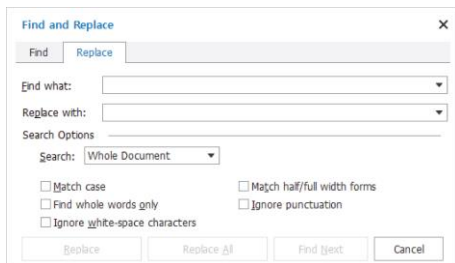 Find and Replace
Find Replace
Find what:
Replace with:
Search Options
Search: Whole Document
Match case Match half/full width forms
Find whole words only Ignore punctuation
Ignore white-space characters
Replace Replace All Find Next Cancel